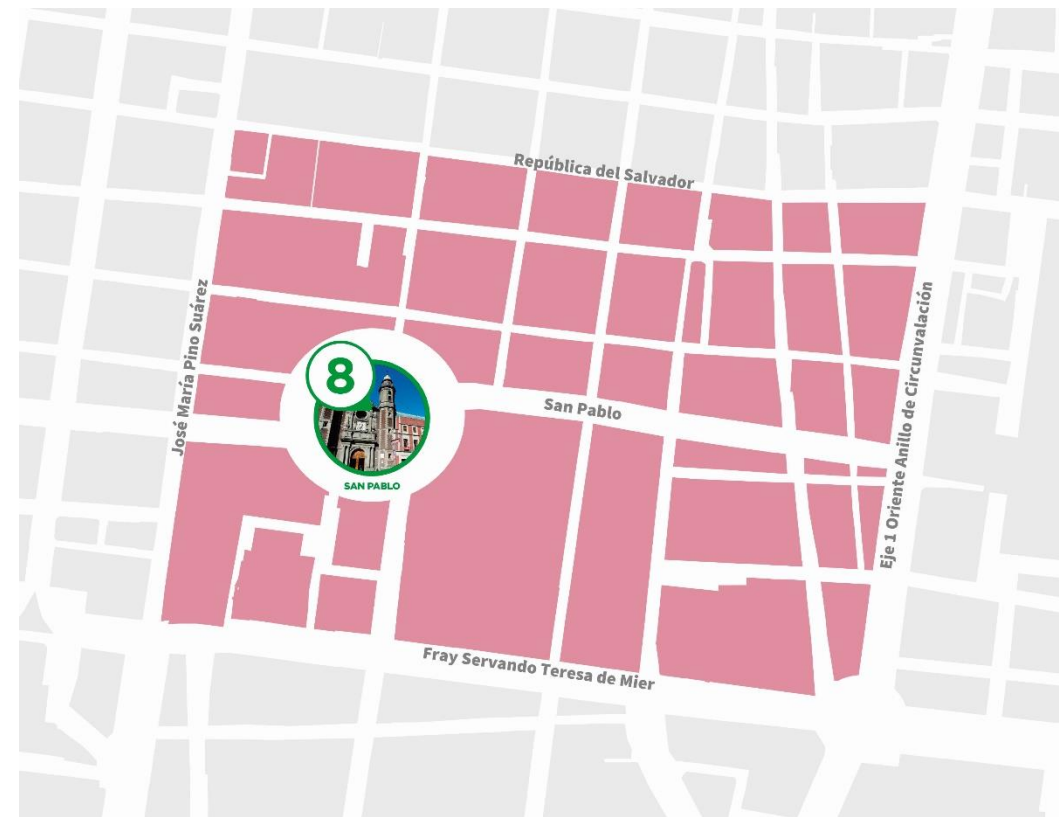 República del Salvador
José María Pino Suárez
Eje 1 Oriente Anillo de Circunvalación
8
San Pablo
SAN PABLO
Fray Servando Teresa de Mier